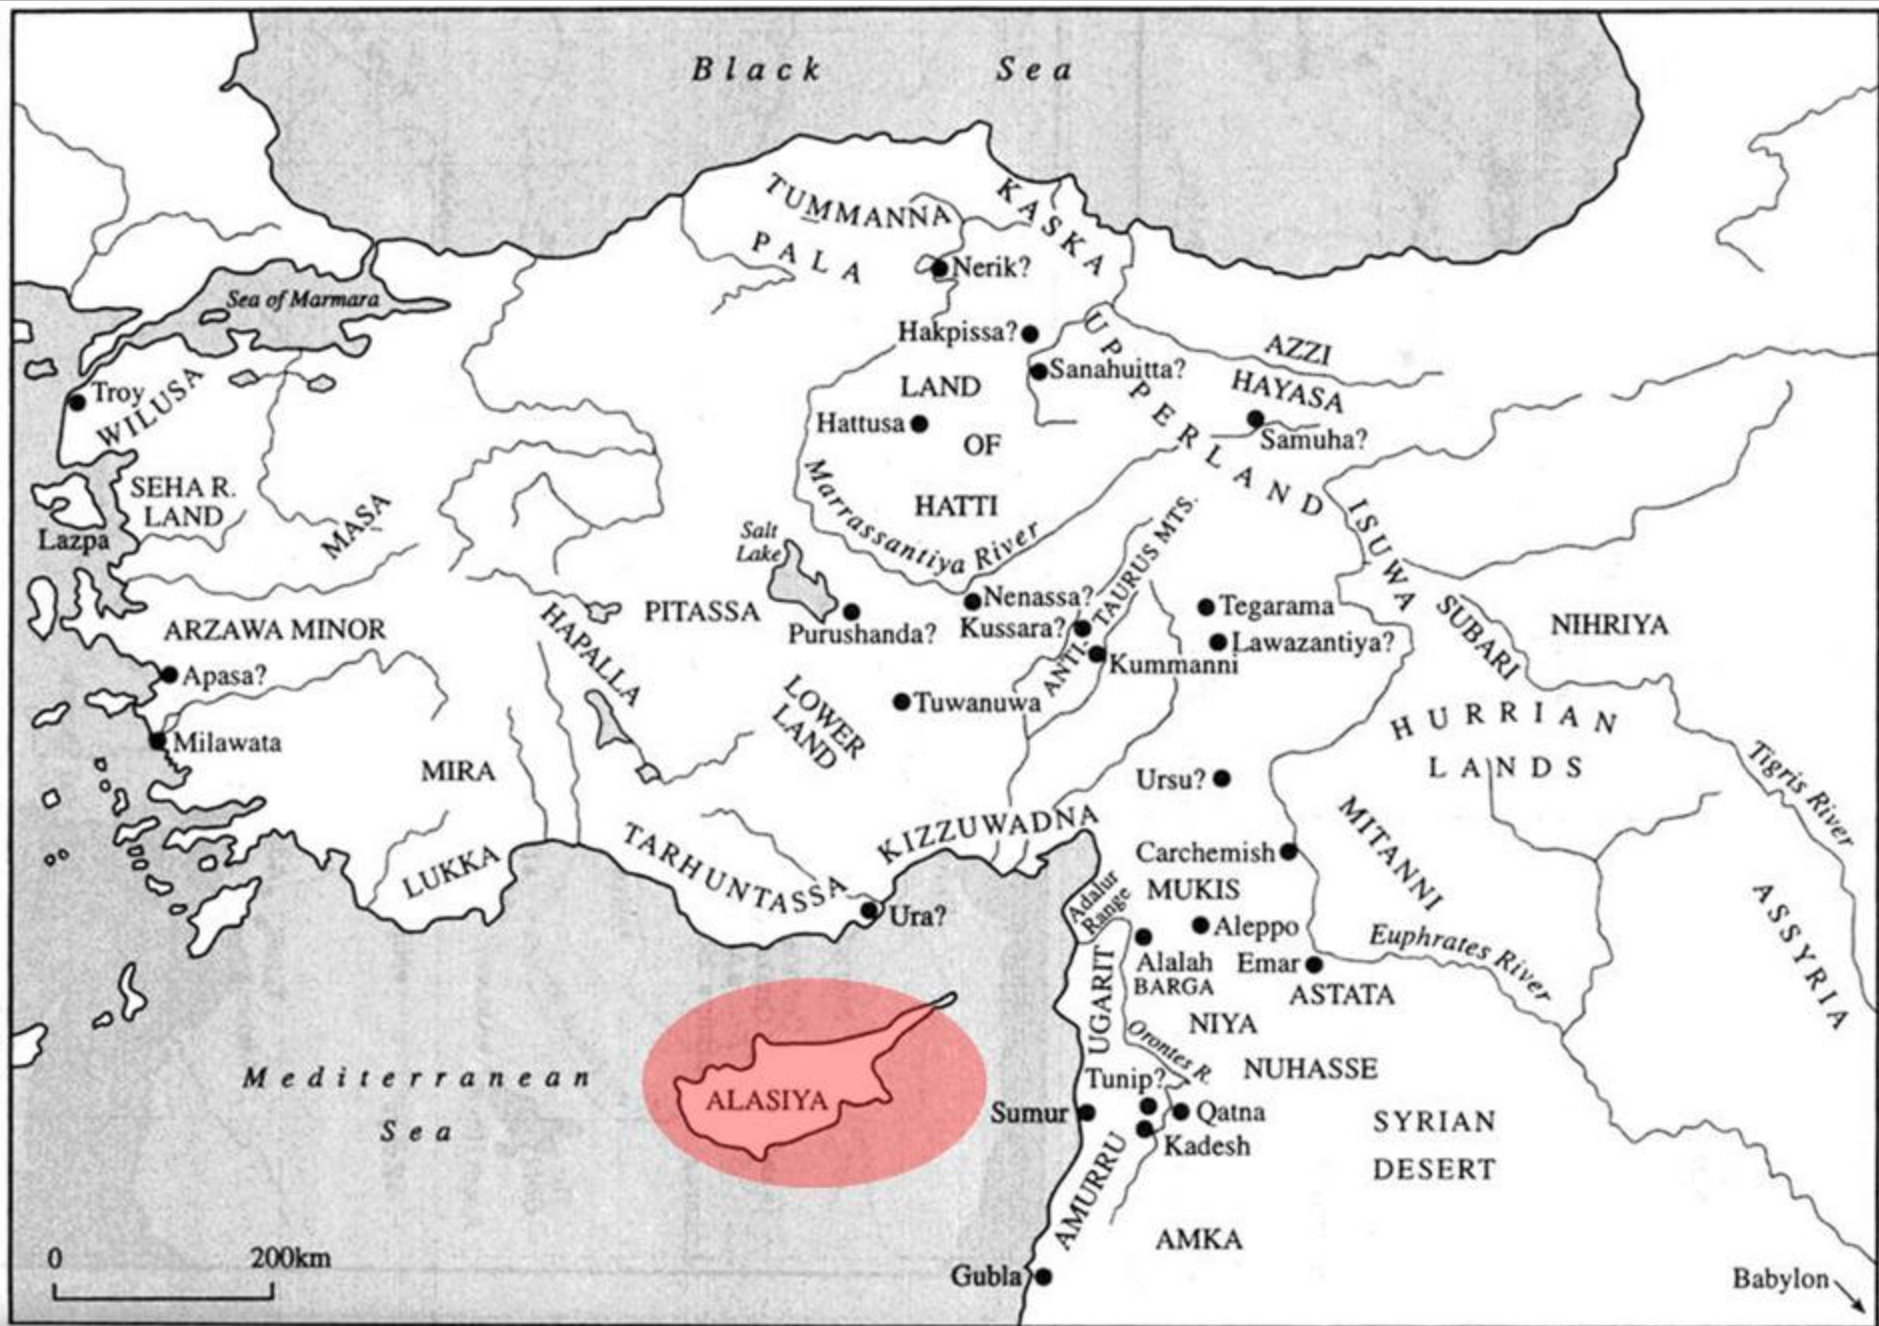 Black Sea
TUMMANNA
KASKA
PALA
Nerik?
Sea of Marmara
Hakpissa?
UPPER LAND
AZZI
Sanahuitta?
HAYASA
Troy
WILUSA
LAND
OF
HATTI
Hattusa
Samuha?
Marrassantiya River
SEHA R.
LAND
MASA
Lazpa
Salt
Lake
ISUWA
ANTI-TAURUS MTS.
Nenassa?
Tegarama
HAPALLA
PITASSA
Purushanda?
Kussara?
SUBARI
NIHRIYA
ARZAWA MINOR
Lawazantiya?
Kummanni
Apasa?
LOWER
LAND
Tuwanuwa
HURRIAN
LANDS
Milawata
MIRA
Ursu?
Tigris River
MITANNI
KIZZUWADNA
TARHUNTASSA
LUKKA
Carchemish
MUKIS
Adalur
Range
Ura?
Aleppo
Euphrates River
ASSYRIA
Alalah
BARGA
Emar
ASTATA
UGARIT
NIYA
Orontes R.
NUHASSE
Mediterranean
Sea
ALASIYA
Tunip?
Sumur
Qatna
Kadesh
SYRIAN
DESERT
AMURRU
AMKA
0 200km
Gubla
Babylon